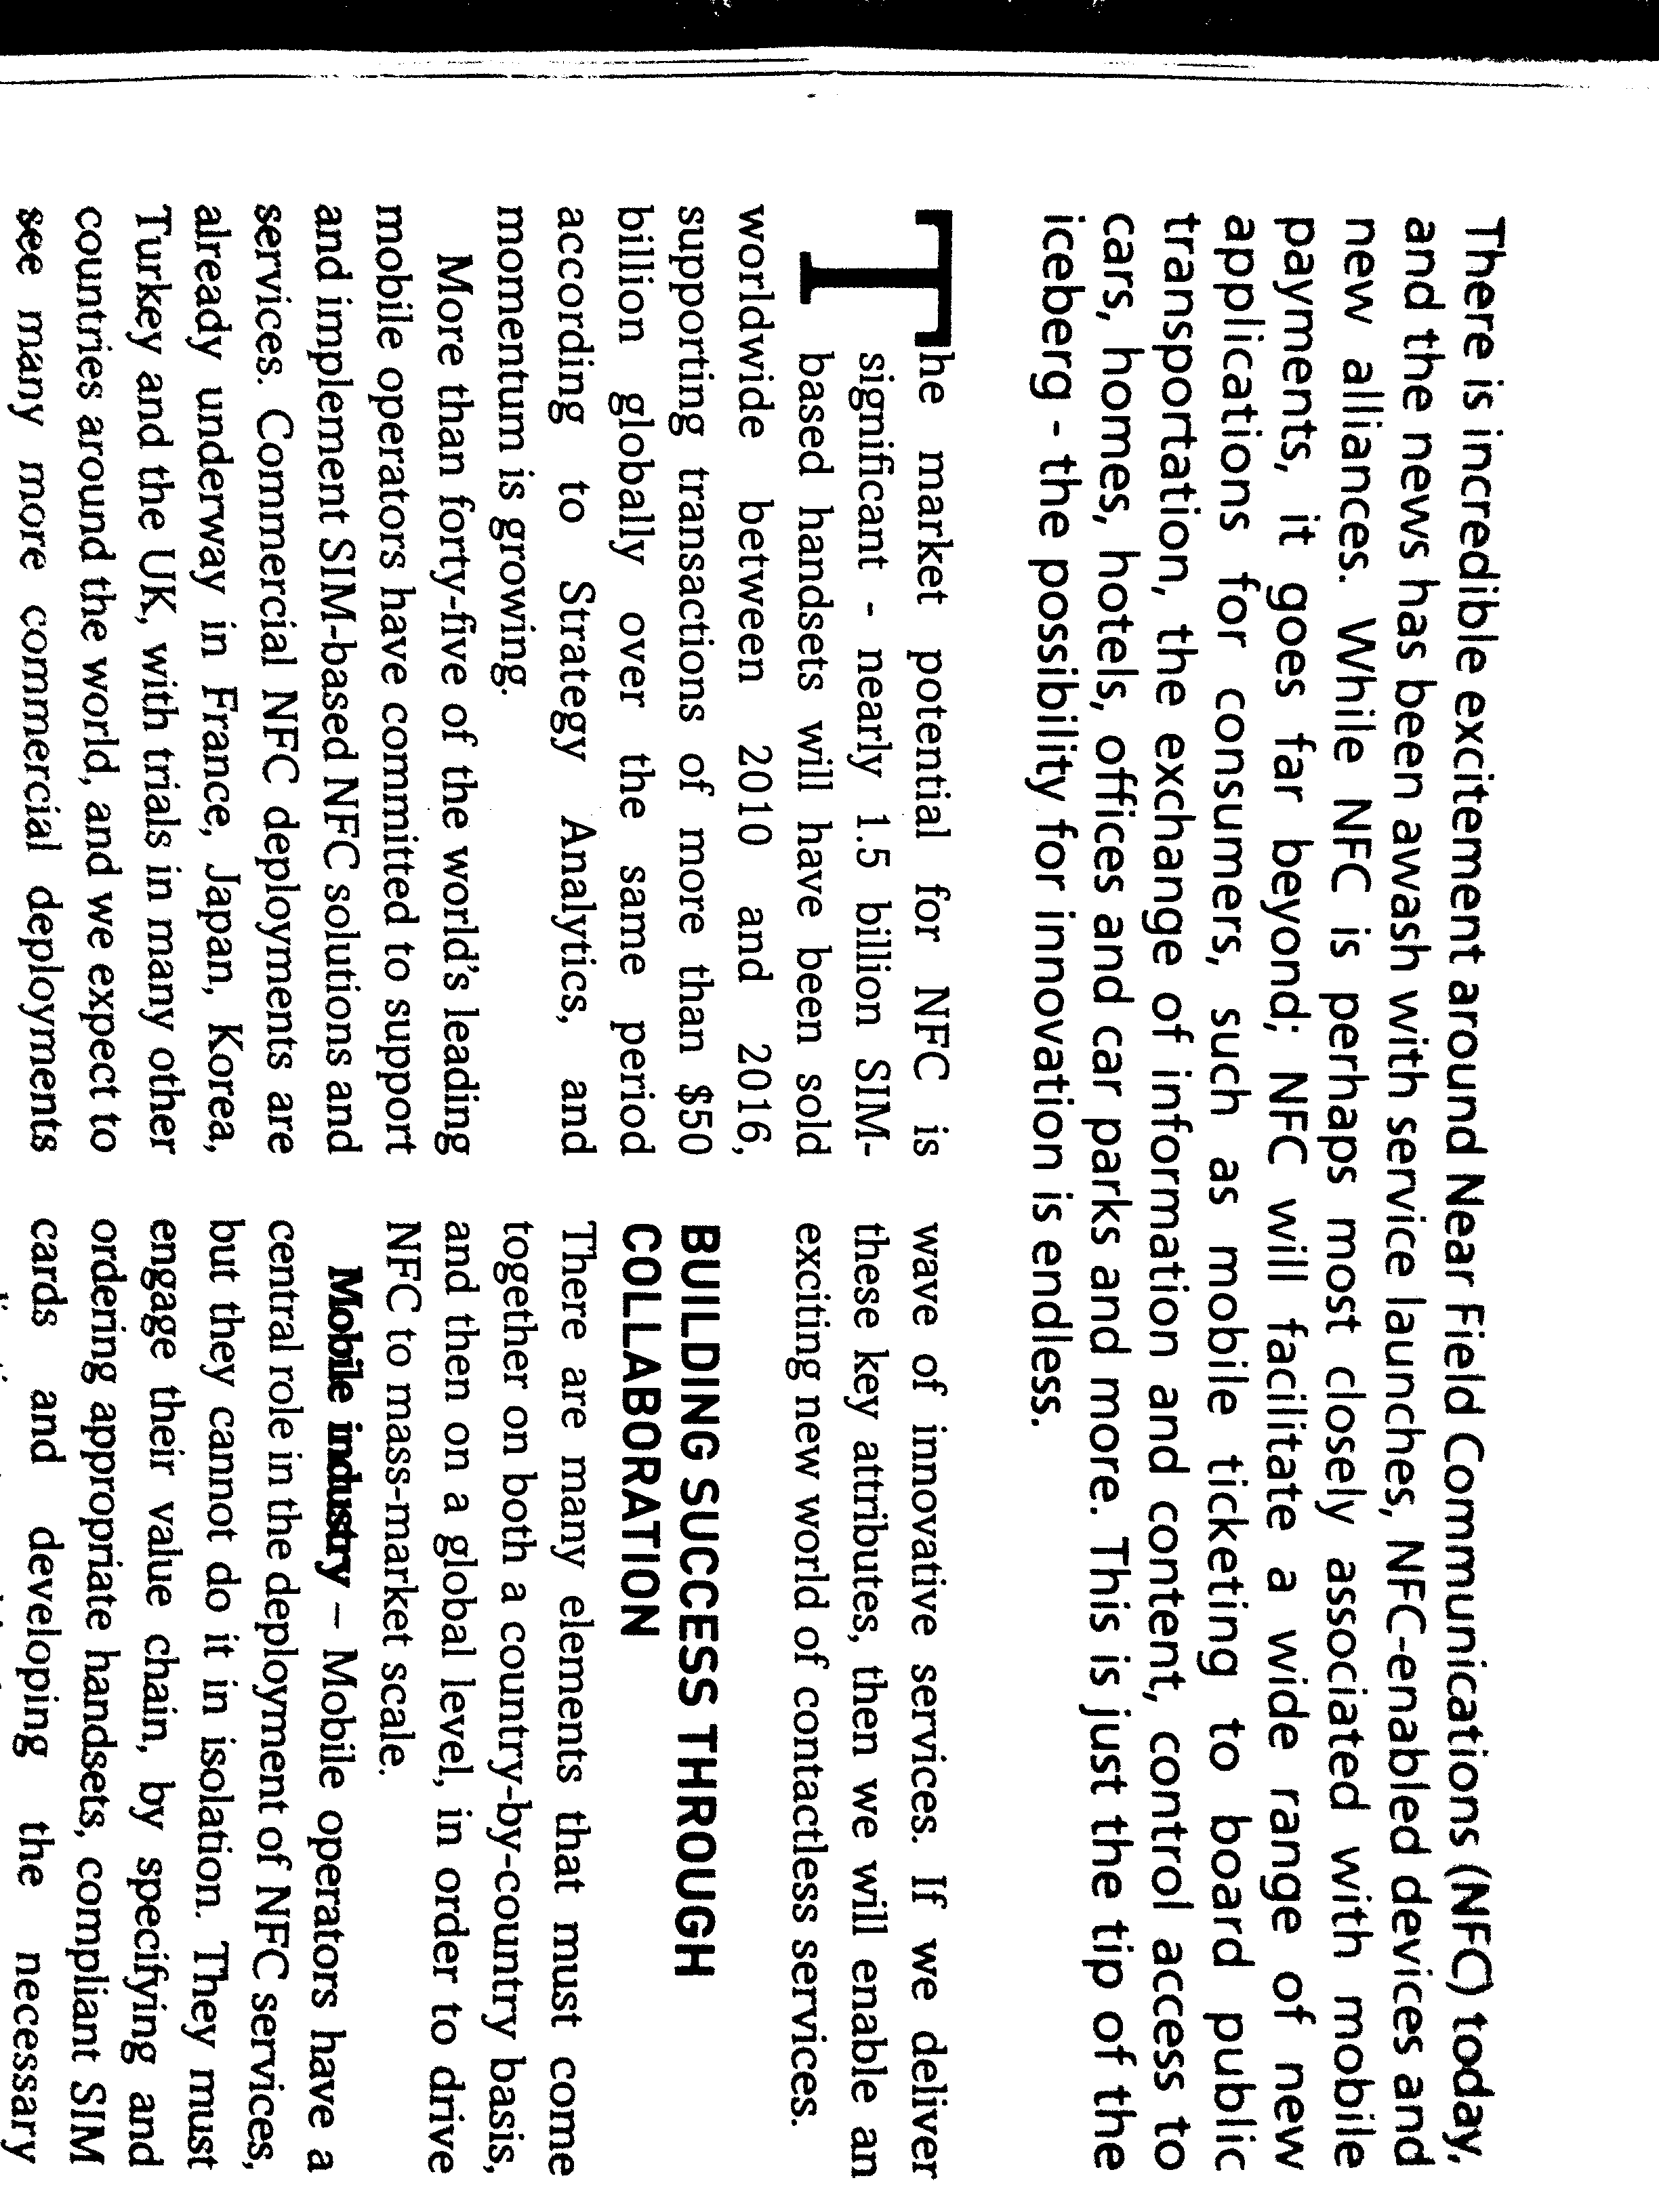 There is incredible excitement around Near Field Communications (NFC) today,
and the news has been awash with service launches, NFC-enabled devices and
new alliances. While NFC is perhaps most closely associated with mobile
payments, it goes far beyond; NFC will facilitate a wide range of new
applications for consumers, such as mobile ticketing to board public
transportation, the exchange of information and content, control access to
cars, homes, hotels, offices and car parks and more. This is just the tip of the
iceberg - the possibility for innovation is endless.
The market potential for NFC is
significant - nearly 1.5 billion SIM-
based handsets will have been sold
worldwide between 2010 and 2016,
supporting transactions of more than $50
billion globally over the same period
according to Strategy Analytics, and
momentum is growing.
More than forty-five of the world's leading
mobile operators have committed to support
and implement SIM-based NFC solutions and
services. Commercial NFC deployments are
already underway in France, Japan, Korea,
Turkey and the UK, with trials in many other
countries around the world, and we expect to
see many more commercial deployments
wave of innovative services. If we deliver
these key attributes, then we will enable an
exciting new world of contactless services.
BUILDING SUCCESS THROUGH
COLLABORATION
There are many elements that must come
together on both a country-by-country basis,
and then on a global level, in order to drive
NFC to mass-market scale.
Mobile industry – Mobile operators have a
central role in the deployment of NFC services,
but they cannot do it in isolation. They must
engage their value chain, by specifying and
ordering appropriate handsets, compliant SIM
cards and developing the necessary